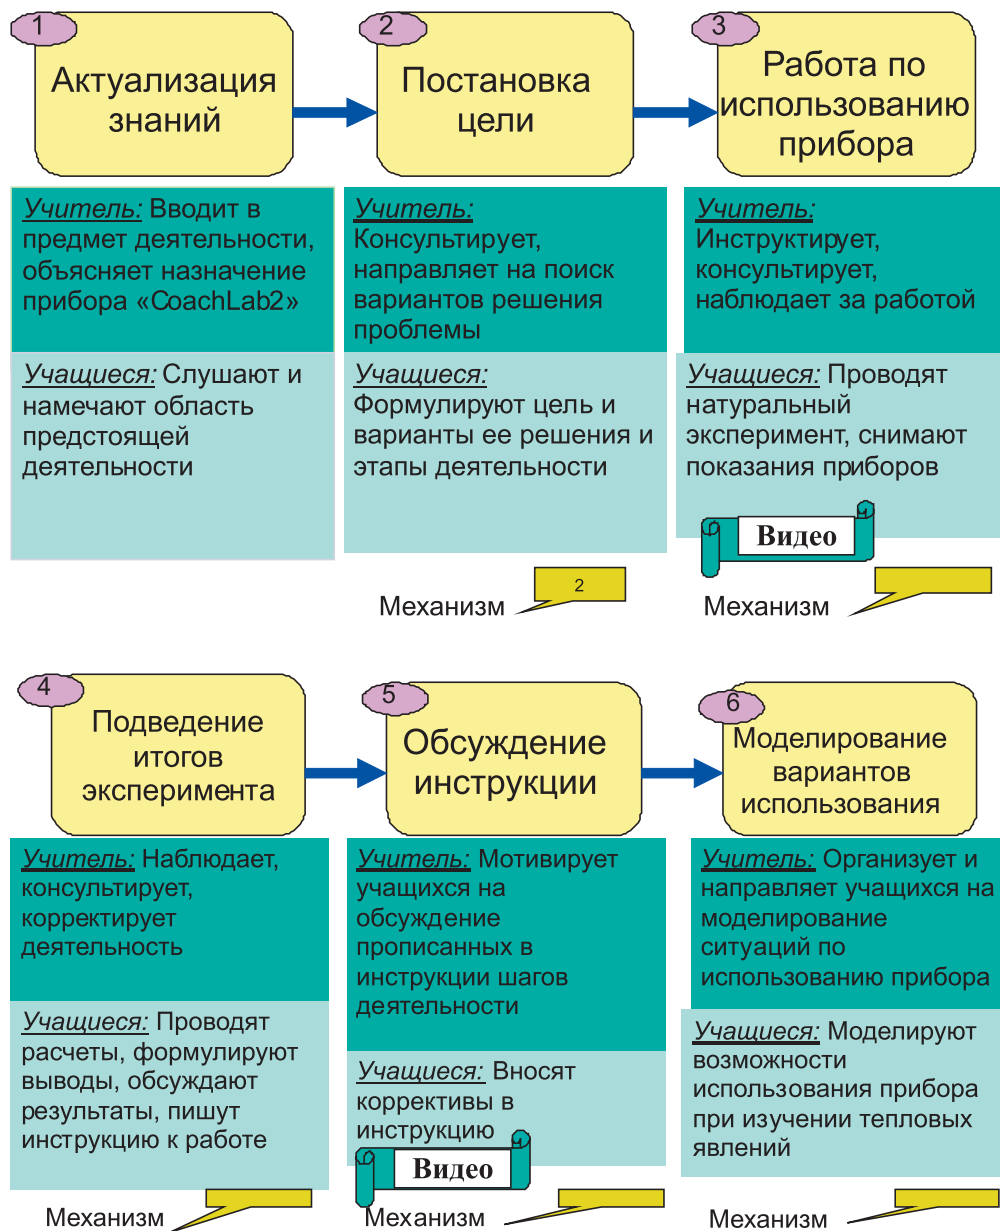 1
Актуализация
знаний
2
Постановка
цели
3
Работа по
использованию
прибора
Учитель: Вводит в
предмет деятельности,
объясняет назначение
прибора «CoachLab2»
Учащиеся: Слушают и
намечают область
предстоящей
деятельности
Учитель:
Консультирует,
направляет на поиск
вариантов решения
проблемы
Учащиеся:
Формулируют цель и
варианты ее решения и
этапы деятельности
Механизм
2
Учитель:
Инструктирует,
консультирует,
наблюдает за работой
Учащиеся: Проводят
натуральный
эксперимент, снимают
показания приборов
Видео
Механизм
4
Подведение
итогов
эксперимента
5
Обсуждение
инструкции
6
Моделирование
вариантов
использования
Учитель: Наблюдает,
консультирует,
корректирует
деятельность
Учащиеся: Проводят
расчеты, формулируют
выводы, обсуждают
результаты, пишут
инструкцию к работе
Механизм
Учитель: Мотивирует
учащихся на
обсуждение
прописанных в
инструкции шагов
деятельности
Учащиеся: Вносят
коррективы в
инструкцию
Видео
Механизм
Учитель: Организует и
направляет учащихся на
моделирование
ситуаций по
использованию прибора
Учащиеся: Моделируют
возможности
использования прибора
при изучении тепловых
явлений
Механизм